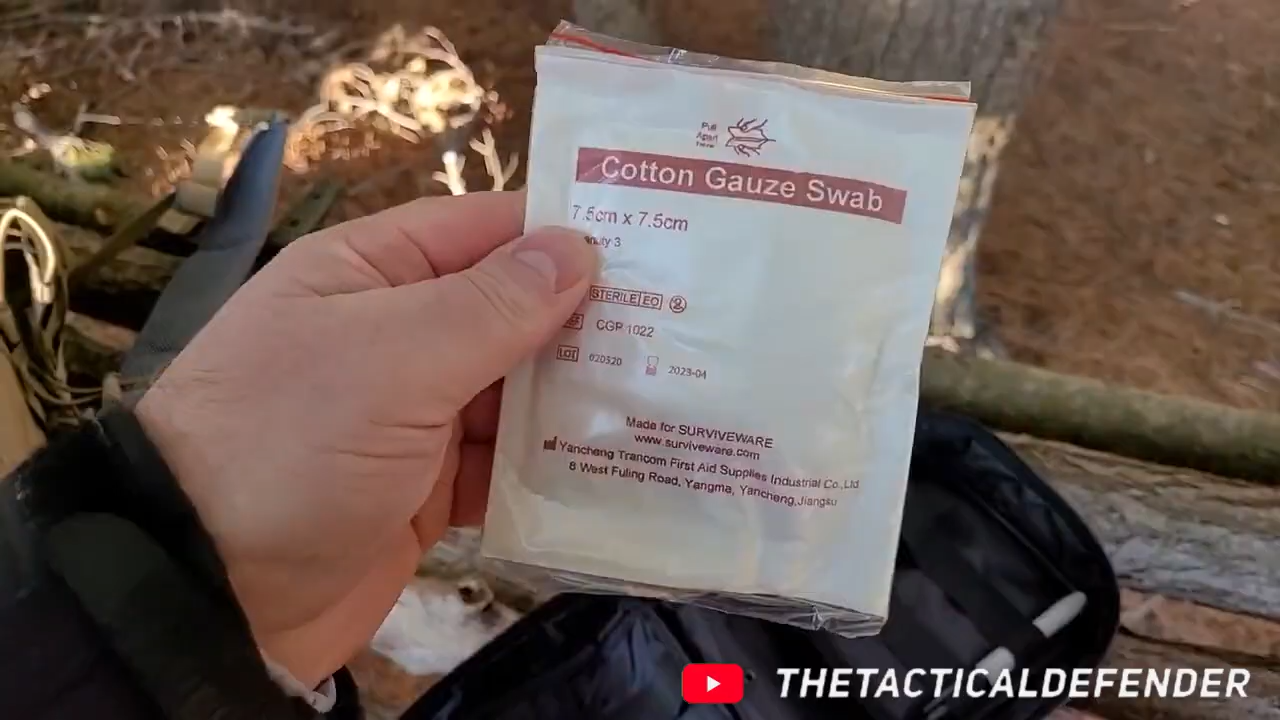 Pull
Apart
Cotton Gauze Swab
7.5cm x 7.5cm
3
STERILE EO
CGP 1022
LOT 020520 2023-04
Made for SURVIVEWARE
www.surviveware.com
Yancheng Trancom First Aid Supplies Industrial Co.,Ltd
8 West Fuling Road, Yangma, Yancheng,Jiangsu
THETACTICALDEFENDER